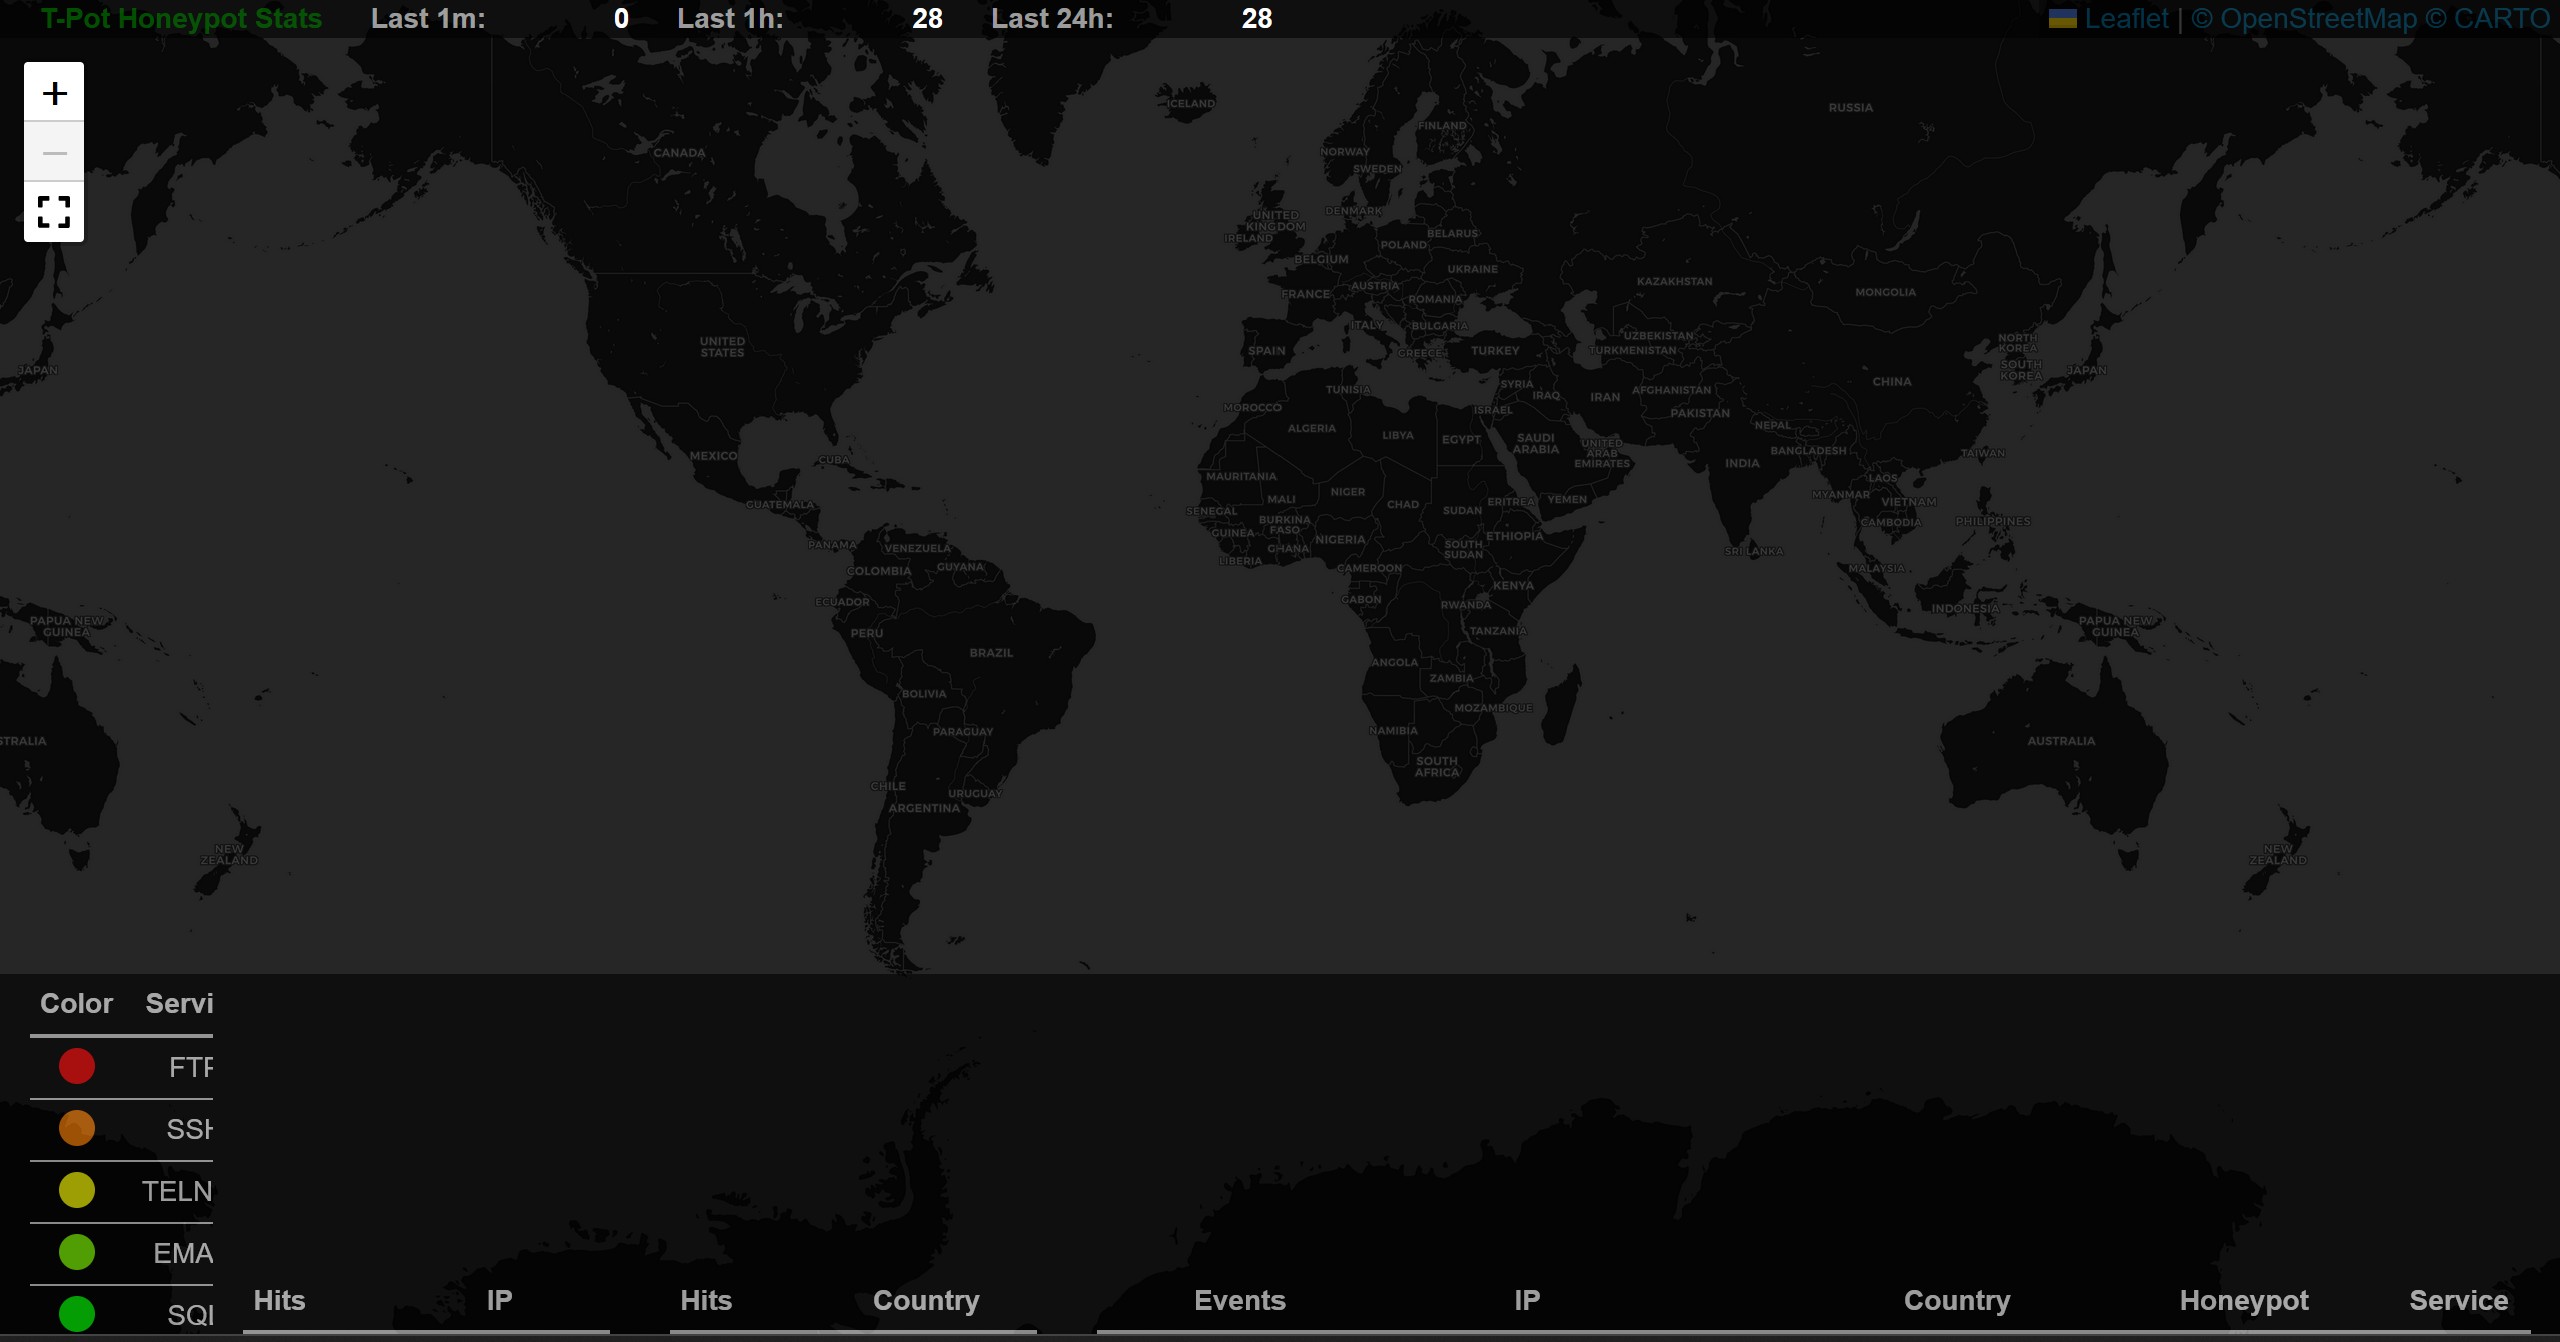 T-Pot Honeypot Stats Last 1m: 0 Last 1h: 28 Last 24h: 28 Leaflet | © OpenStreetMap © CARTO
+
−
ICELAND
RUSSIA
FINLAND
CANADA
NORWAY
SWEDEN
UNITED
KINGDOM
DENMARK
IRELAND
BELARUS
POLAND
BELGIUM
UKRAINE
KAZAKHSTAN
MONGOLIA
FRANCE
AUSTRIA
ROMANIA
ITALY
BULGARIA
UZBEKISTAN
UNITED
STATES
NORTH
KOREA
SPAIN
GREECE
TURKEY
TURKMENISTAN
SOUTH
KOREA
JAPAN
JAPAN
CHINA
TUNISIA
SYRIA
IRAQ
IRAN
AFGHANISTAN
MOROCCO
ISRAEL
PAKISTAN
ALGERIA
LIBYA
EGYPT
SAUDI
ARABIA
UNITED
ARAB
EMIRATES
NEPAL
BANGLADESH
TAIWAN
MEXICO
CUBA
INDIA
MAURITANIA
LAOS
MALI
NIGER
CHAD
ERITREA
YEMEN
MYANMAR
VIETNAM
GUATEMALA
SENEGAL
SUDAN
BURKINA
FASO
CAMBODIA
PHILIPPINES
GUINEA
GHANA
NIGERIA
ETHIOPIA
PANAMA
VENEZUELA
SOUTH
SUDAN
SRI LANKA
LIBERIA
CAMEROON
MALAYSIA
COLOMBIA
GUYANA
KENYA
ECUADOR
GABON
RWANDA
INDONESIA
PAPUA NEW
GUINEA
PAPUA NEW
GUINEA
PERU
TANZANIA
BRAZIL
ANGOLA
ZAMBIA
BOLIVIA
MOZAMBIQUE
PARAGUAY
NAMIBIA
STRALIA
AUSTRALIA
SOUTH
AFRICA
CHILE
URUGUAY
ARGENTINA
NEW
ZEALAND
NEW
ZEALAND
Color Servi
FTP
SSH
TELN
EMA
SQL
Hits IP Hits Country Events IP Country Honeypot Service